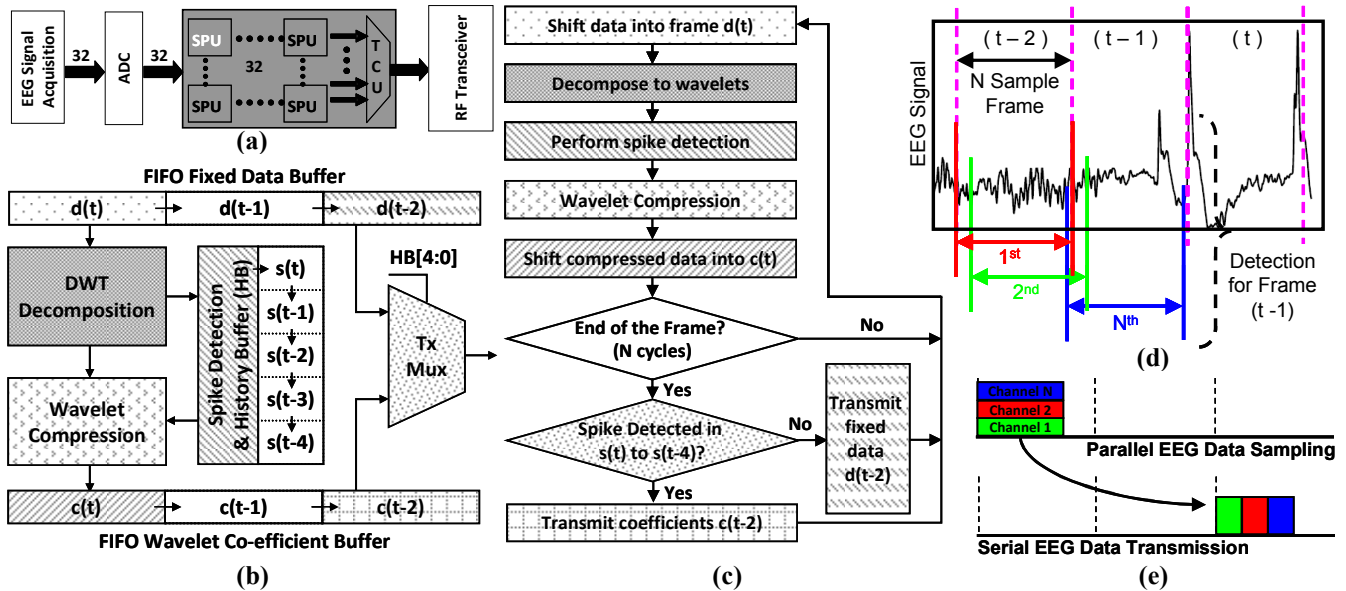 EEG Signal
Acquisition
32
ADC
32
SPU
SPU
32
SPU
SPU
T
C
U
RF Transceiver
(a)
FIFO Fixed Data Buffer
d(t)
d(t-1)
d(t-2)
DWT
Decomposition
Spike Detection
& History Buffer (HB)
s(t)
s(t-1)
s(t-2)
s(t-3)
s(t-4)
HB[4:0]
Tx
Mux
Wavelet
Compression
c(t)
c(t-1)
c(t-2)
FIFO Wavelet Co-efficient Buffer
(b)
Shift data into frame d(t)
Decompose to wavelets
Perform spike detection
Wavelet Compression
Shift compressed data into c(t)
End of the Frame?
(N cycles)
No
Yes
Spike Detected in
s(t) to s(t-4)?
No
Transmit
fixed
data
d(t-2)
Yes
Transmit coefficients c(t-2)
(c)
EEG Signal
( t – 2 )
( t – 1 )
( t )
N Sample
Frame
1st
2nd
Nth
Detection
for Frame
(t -1)
(d)
Channel N
Channel 2
Channel 1
Parallel EEG Data Sampling
Serial EEG Data Transmission
(e)